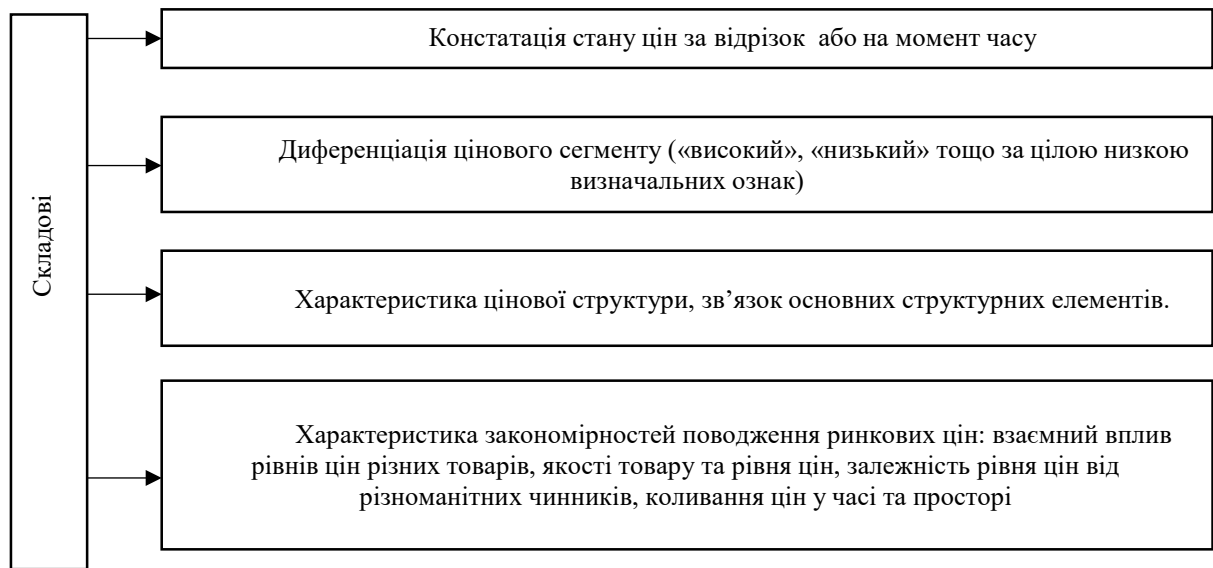 Складові
Констатація стану цін за відрізок або на момент часу
Диференціація цінового сегменту («високий», «низький» тощо за цілою низкою
визначальних ознак)
Характеристика цінової структури, зв’язок основних структурних елементів.
Характеристика закономірностей поводження ринкових цін: взаємний вплив
рівнів цін різних товарів, якості товару та рівня цін, залежність рівня цін від
різноманітних чинників, коливання цін у часі та просторі